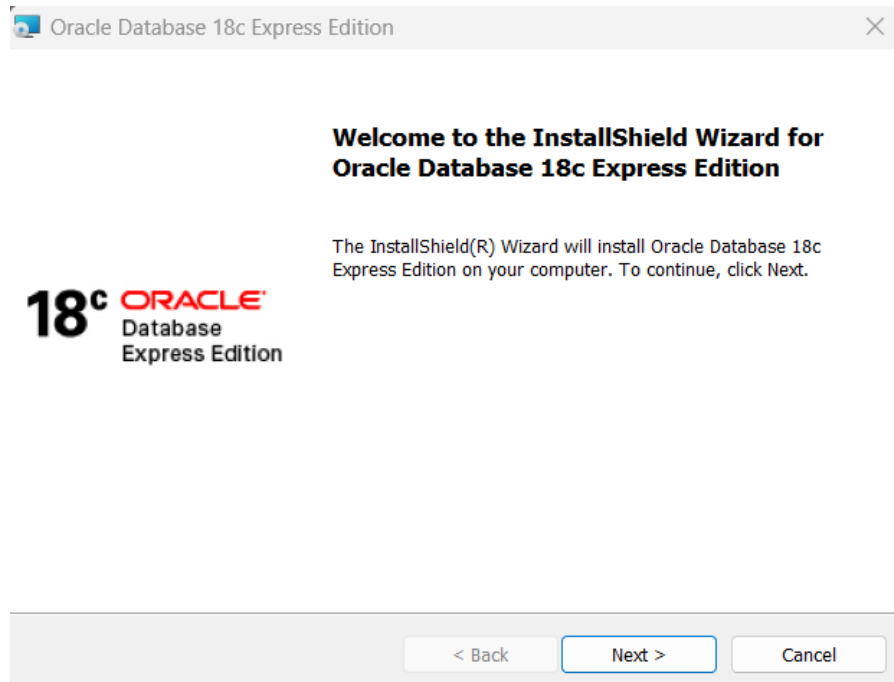 Oracle Database 18c Express Edition
Welcome to the InstallShield Wizard for
Oracle Database 18c Express Edition
The InstallShield(R) Wizard will install Oracle Database 18c
Express Edition on your computer. To continue, click Next.
18c ORACLE
Database
Express Edition
< Back Next > Cancel